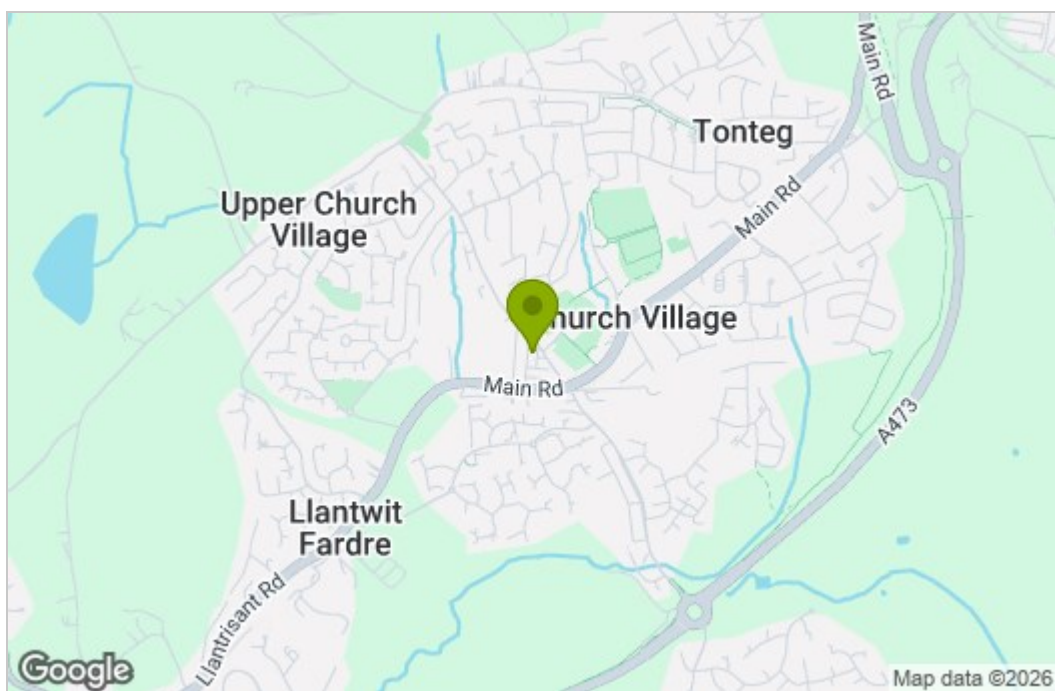 Main Rd
Tonteg
Upper Church
Village
Main Rd
hurch Village
Main Rd
A473
Llantwit
Fardre
Llantrisant Rd
Google
Map data ©2026